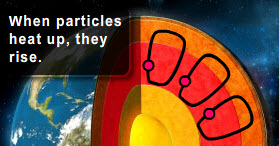 When particles
heat up, they
rise.